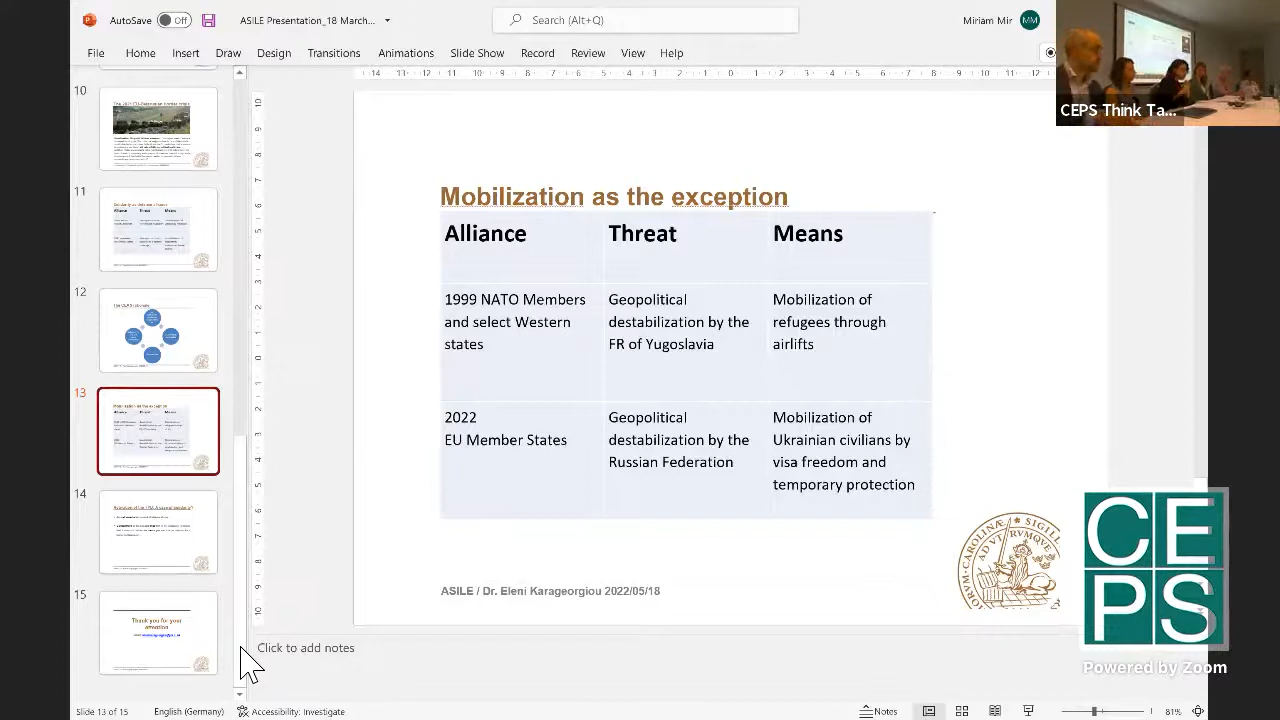 AutoSave Off ASILE Presentation_18 March... Search (Alt+Q) Miriam Mir MM
File Home Insert Draw Design Transitions Animations Slide Show Record Review View Help
CEPS Think Ta...
10
11
12
13
14
15
Thank you for your
attention
Mobilization as the exception
Alliance Threat Means
1999 NATO Members
and select Western
states
Geopolitical
destabilization by the
FR of Yugoslavia
Mobilization of
refugees through
airlifts
2022
EU Member States
Geopolitical
destabilization by the
Russian Federation
Mobilization of
Ukrainian civilians by
visa freedom and
temporary protection
ASILE / Dr. Eleni Karageorgiou 2022/05/18
CE
PS
Powered by Zoom
Click to add notes
Slide 13 of 15 English (Germany) Accessibility: Investigate Notes 81%